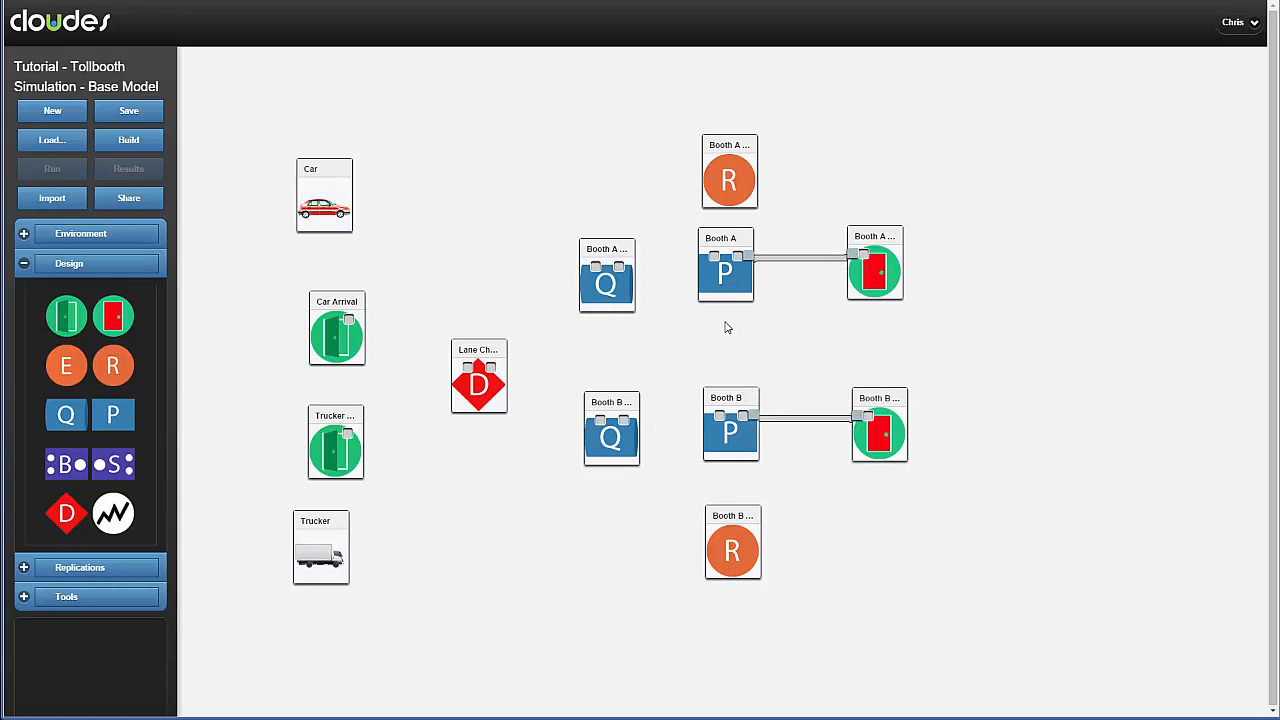 cloudes
Chris
Tutorial - Tollbooth
Simulation - Base Model
New
Save
Load...
Build
Run
Results
Import
Share
Environment
Design
E
R
Q
P
B
S
D
Replications
Tools
Car
Car Arrival
Trucker ...
Trucker
Lane Ch...
D
Booth A ...
Q
Booth B ...
Q
Booth A ...
R
Booth A
P
Booth A ...
Booth B
P
Booth B ...
Booth B ...
R